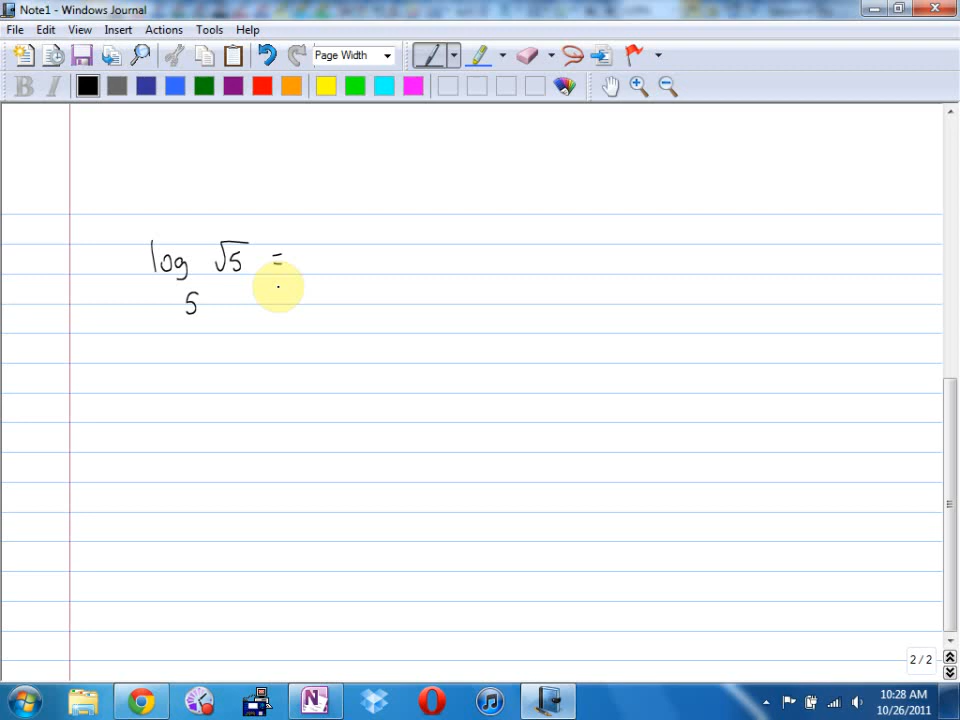 Note1 - Windows Journal
File Edit View Insert Actions Tools Help
Page Width
B I
log √5 =
5
2 / 2
10:28 AM
10/26/2011